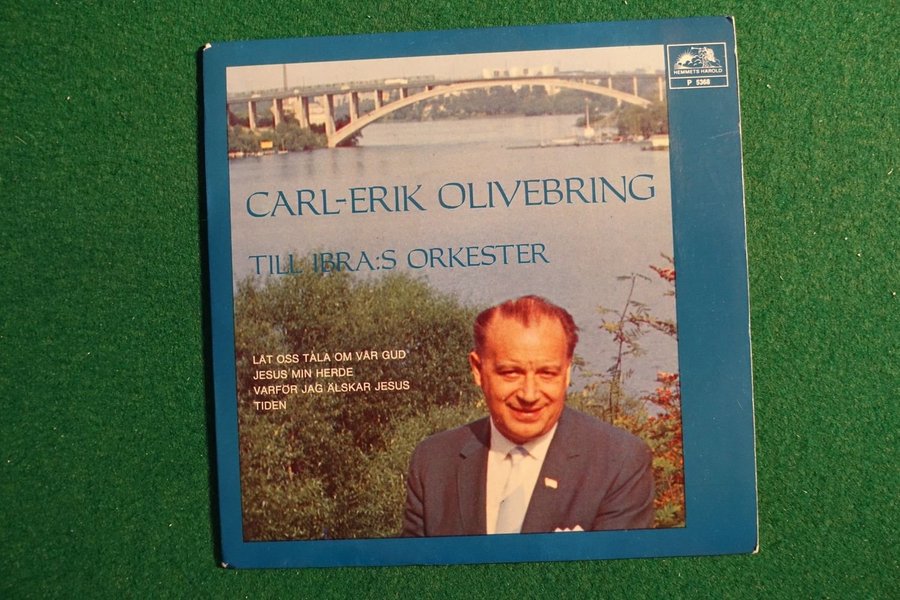 HEMMETS HAROLD
P 5368
CARL-ERIK OLIVEBRING
TILL IBRA:S ORKESTER
LÅT OSS TALA OM VÅR GUD
JESUS MIN HERDE
VARFÖR JAG ÄLSKAR JESUS
TIDEN